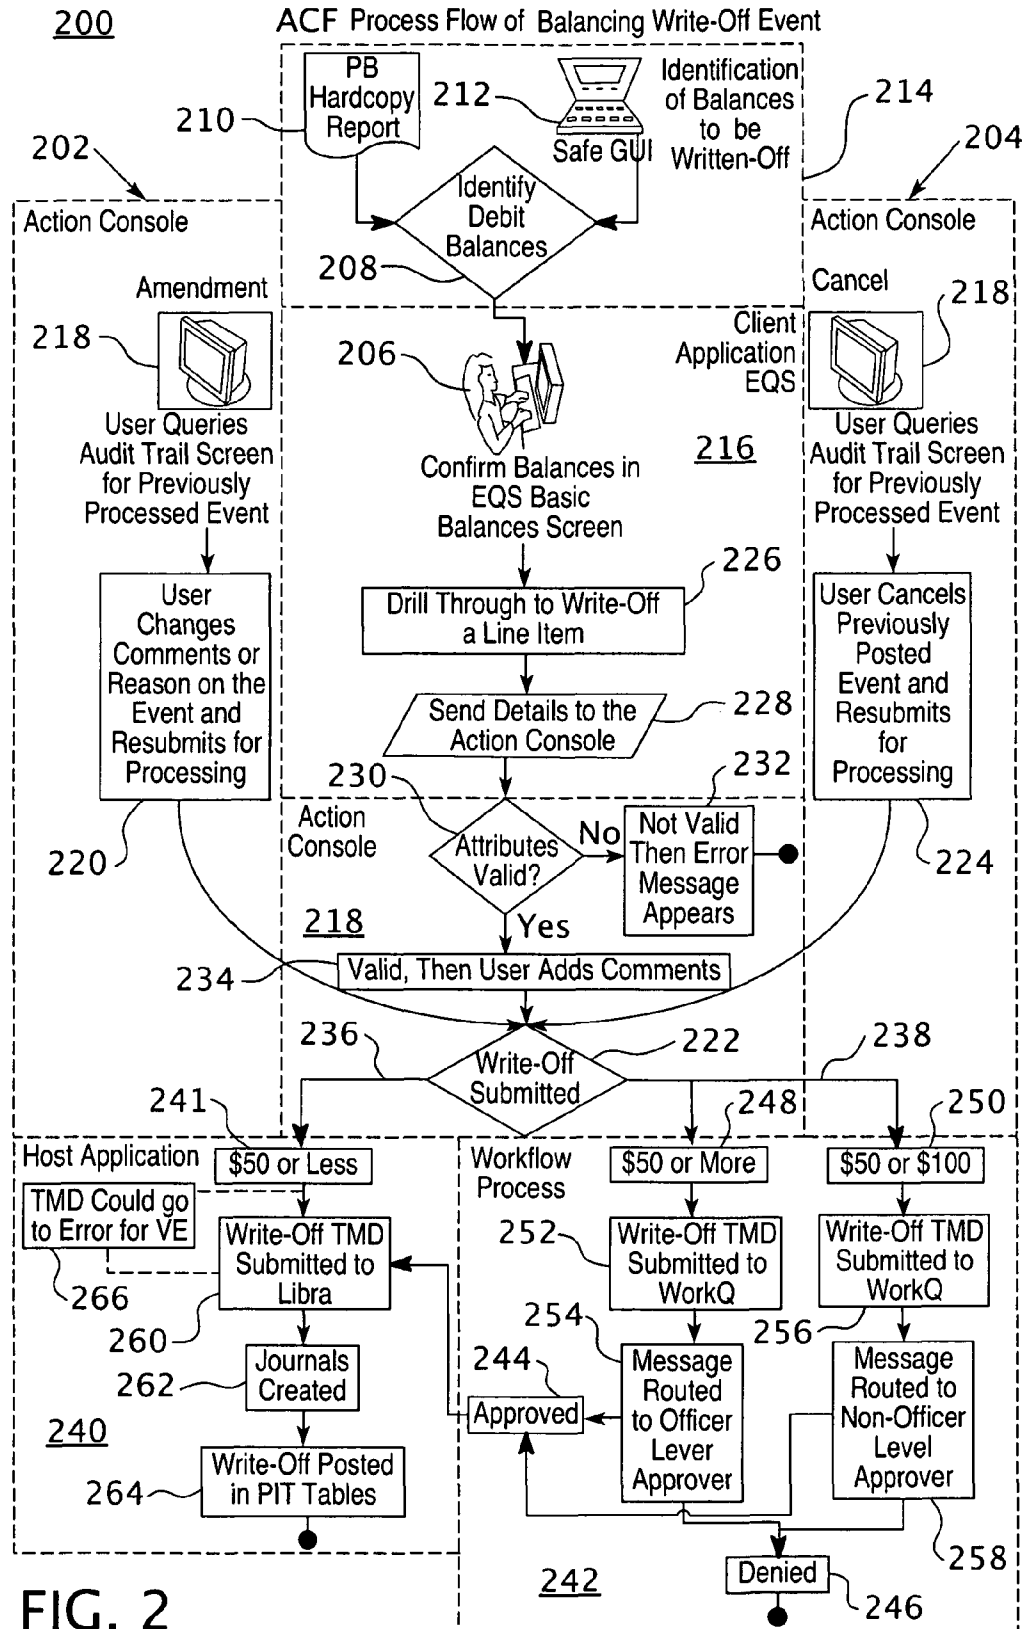 200
ACF Process Flow of Balancing Write-Off Event
PB
Hardcopy
Report
210
212
Safe GUI
Identification
of Balances
to be
Written-Off
214
202
204
Identify
Debit
Balances
208
Action Console
Amendment
218
User Queries
Audit Trail Screen
for Previously
Processed Event
User
Changes
Comments or
Reason on the
Event and
Resubmits for
Processing
220
Client
Application
EQS
206
216
Confirm Balances in
EQS Basic
Balances Screen
226
Drill Through to Write-Off
a Line Item
Send Details to the
Action Console
228
Action Console
Cancel
218
User Queries
Audit Trail Screen
for Previously
Processed Event
User Cancels
Previously
Posted
Event and
Resubmits
for
Processing
224
230
232
Action
Console
Attributes
Valid?
No
Not Valid
Then Error
Message
Appears
218
Yes
234
Valid, Then User Adds Comments
236
Write-Off
Submitted
222
238
241
248
250
Host Application
$50 or Less
TMD Could go
to Error for VE
266
Write-Off TMD
Submitted to
Libra
260
Journals
Created
262
240
Write-Off Posted
in PIT Tables
264
Workflow
Process
$50 or More
$50 or $100
252
Write-Off TMD
Submitted to
WorkQ
Write-Off TMD
Submitted to
WorkQ
254
256
244
Approved
Message
Routed
to Officer
Lever
Approver
Message
Routed to
Non-Officer
Level
Approver
258
242
Denied
246
FIG. 2